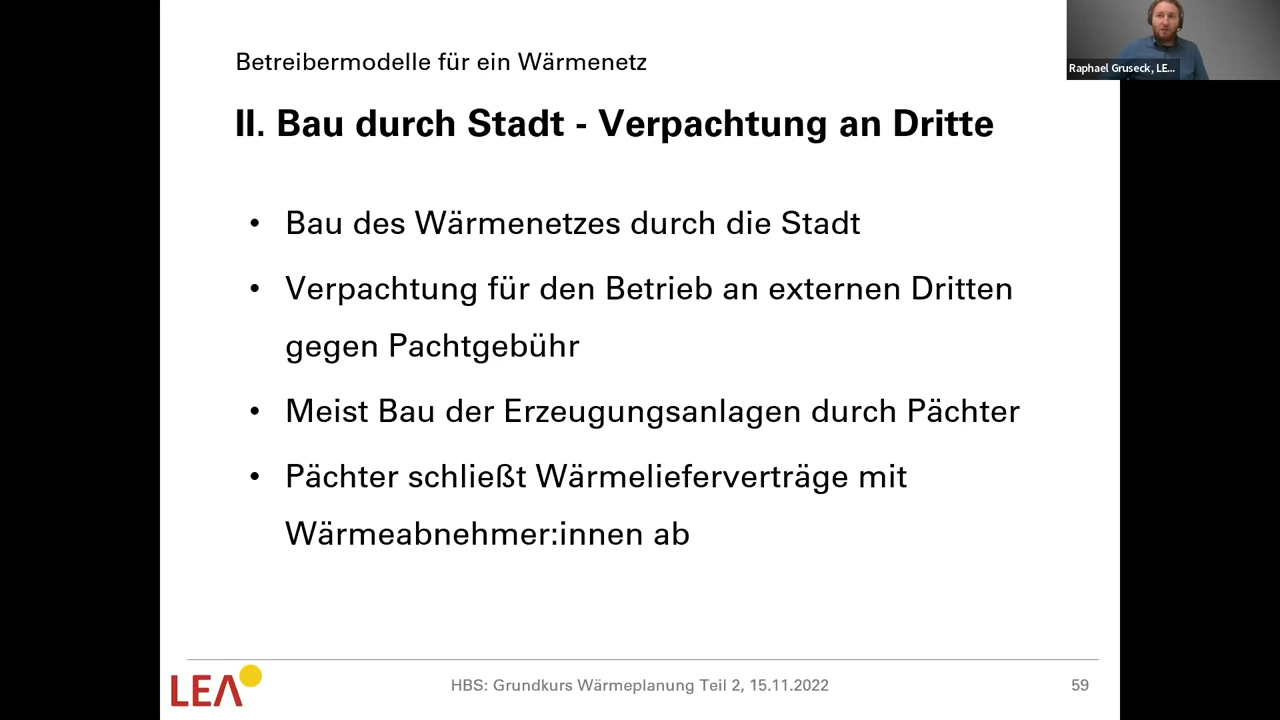 Betreibermodelle für ein Wärmenetz
Raphael Gruseck, LE...
II. Bau durch Stadt - Verpachtung an Dritte
• Bau des Wärmenetzes durch die Stadt
• Verpachtung für den Betrieb an externen Dritten
gegen Pachtgebühr
• Meist Bau der Erzeugungsanlagen durch Pächter
• Pächter schließt Wärmelieferverträge mit
Wärmeabnehmer:innen ab
LEA
HBS: Grundkurs Wärmeplanung Teil 2, 15.11.2022
59